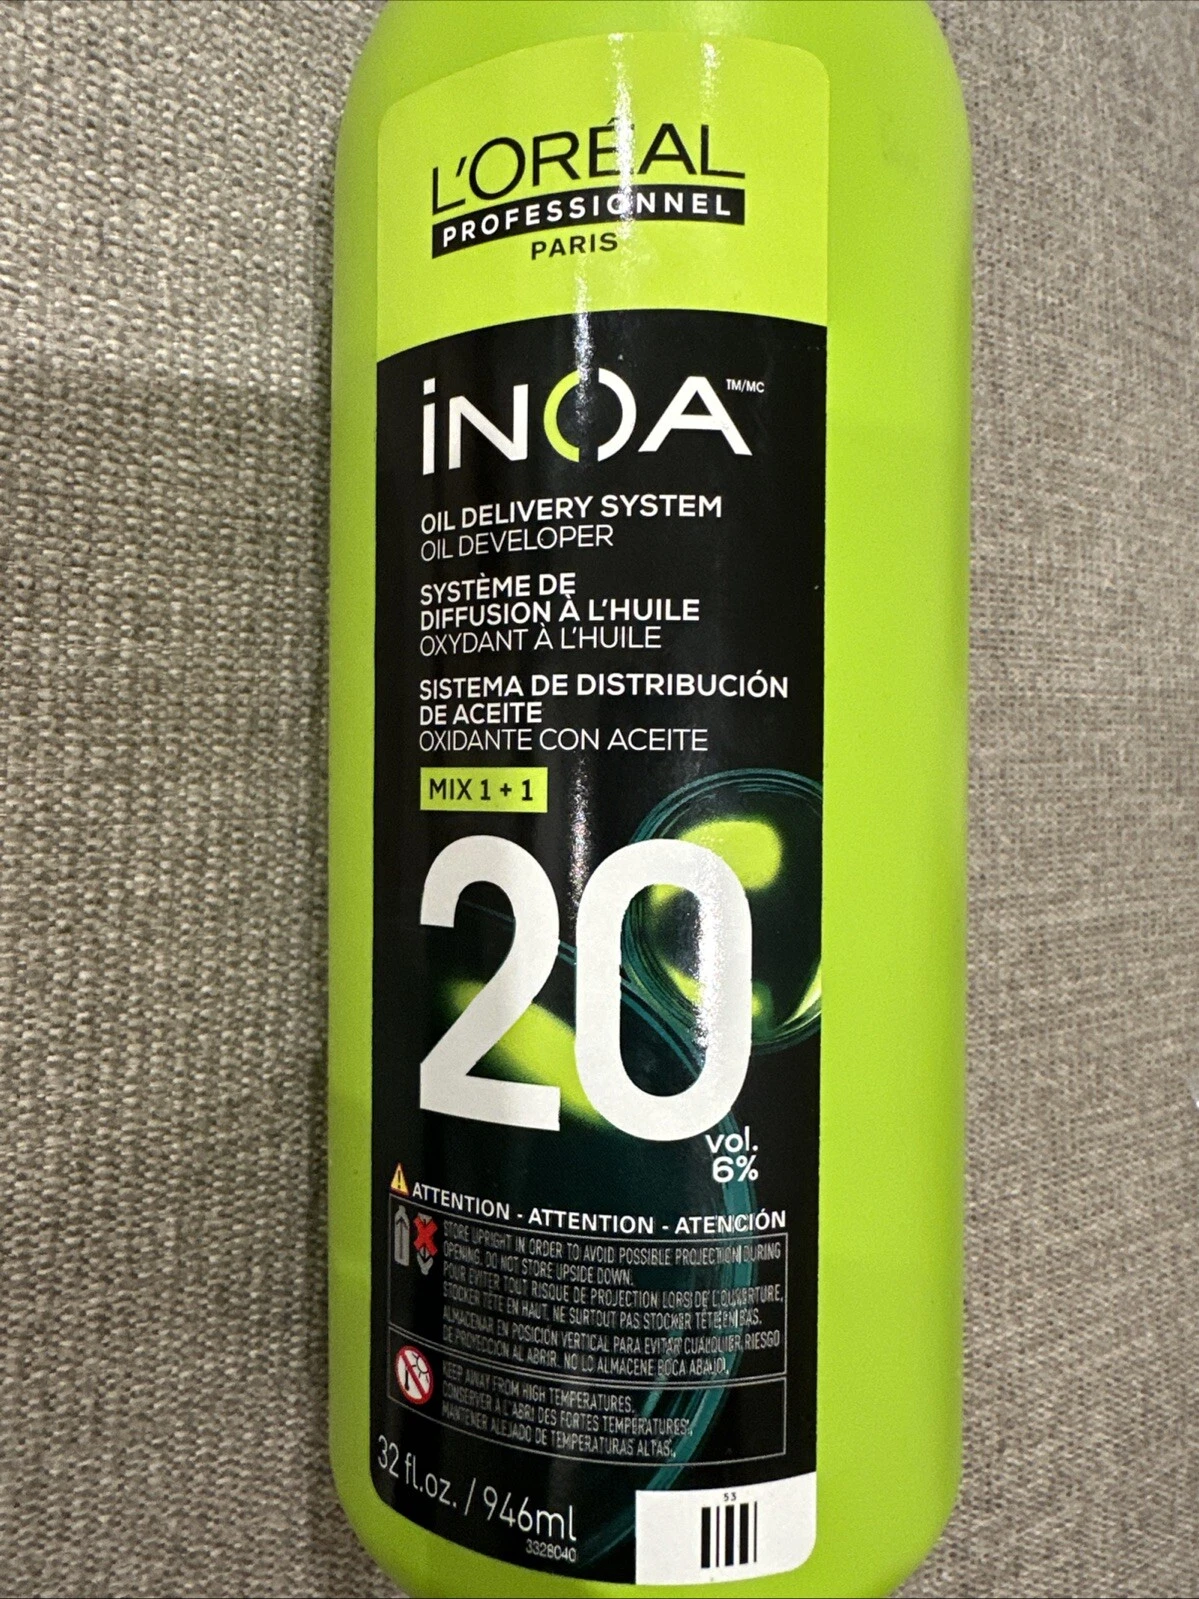 L'ORÉAL
PROFESSIONNEL
PARIS
iNOA TM/MC
OIL DELIVERY SYSTEM
OIL DEVELOPER
SYSTÈME DE
DIFFUSION À L'HUILE
OXYDANT À L'HUILE
SISTEMA DE DISTRIBUCIÓN
DE ACEITE
OXIDANTE CON ACEITE
MIX 1 + 1
20
vol.
6%
ATTENTION - ATTENTION - ATENCIÓN
STORE UPRIGHT IN ORDER TO AVOID POSSIBLE PROJECTION DURING
OPENING. DO NOT STORE UPSIDE DOWN.
POUR ÉVITER TOUT RISQUE DE PROJECTION LORS DE L'OUVERTURE,
STOCKER TÊTE EN HAUT, NE SURTOUT PAS STOCKER TÊTE EN BAS.
ALMACENAR EN POSICIÓN VERTICAL PARA EVITAR CUALQUIER RIESGO
DE PROYECCIÓN AL ABRIR. NO LO ALMACENE BOCA ABAJO.
KEEP AWAY FROM HIGH TEMPERATURES.
CONSERVER À L'ABRI DES FORTES TEMPÉRATURES.
MANTENER ALEJADO DE TEMPERATURAS ALTAS.
32 fl.oz. / 946ml
3328040
53